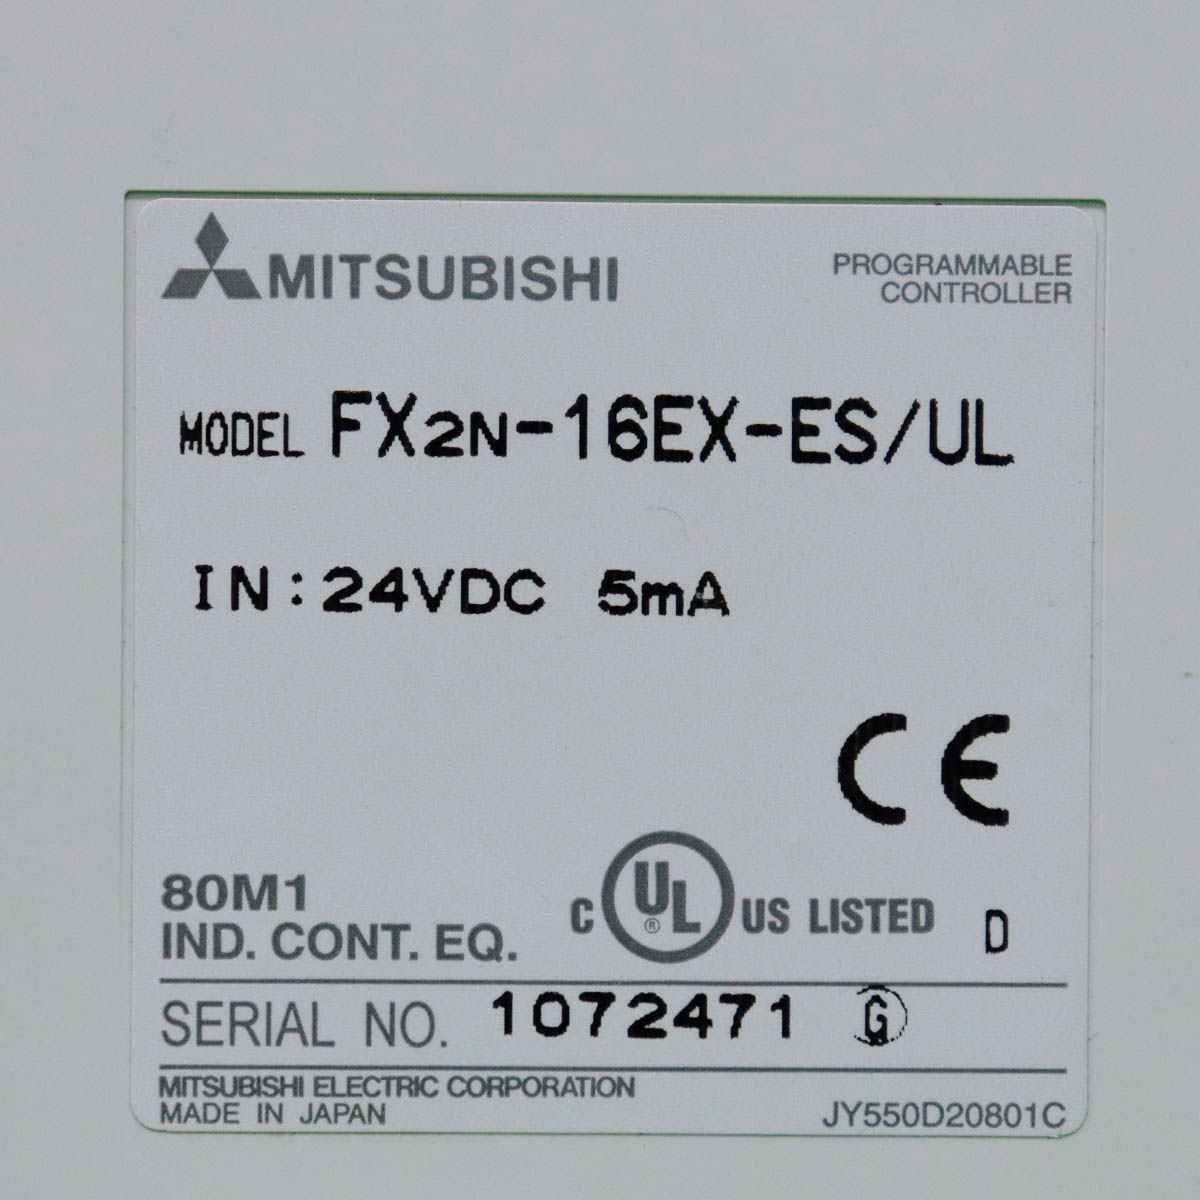 MITSUBISHI
PROGRAMMABLE
CONTROLLER
MODEL FX2N-16EX-ES/UL
IN:24VDC 5mA
CE
80M1
IND. CONT. EQ.
C UL ® US LISTED D
SERIAL NO. 1072471 G
MITSUBISHI ELECTRIC CORPORATION
MADE IN JAPAN
JY550D20801C